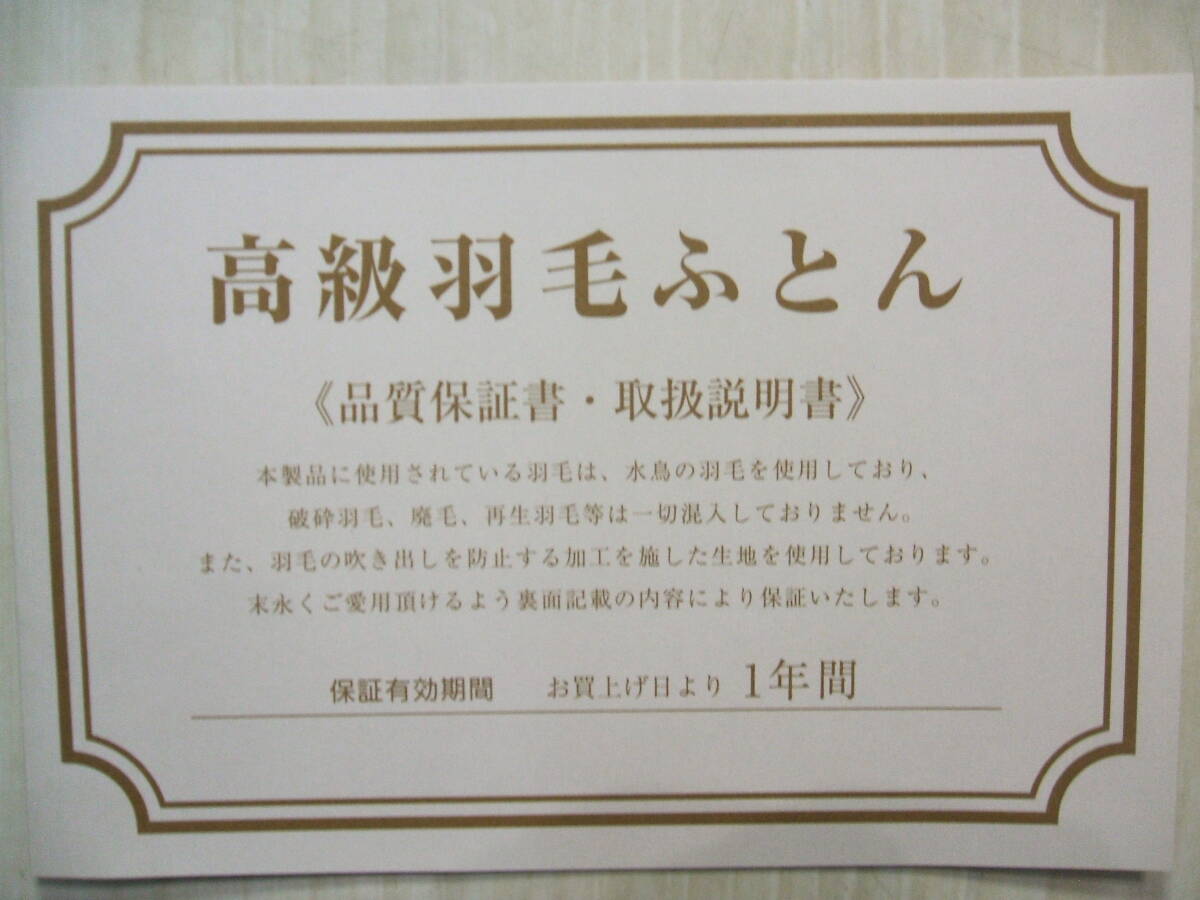 高級羽毛ふとん
《品質保証書・取扱説明書》
本製品に使用されている羽毛は、水鳥の羽毛を使用しており、
破砕羽毛、廃毛、再生羽毛等は一切混入しておりません。
また、羽毛の吹き出しを防止する加工を施した生地を使用しております。
末永くご愛用頂けるよう裏面記載の内容により保証いたします。
保証有効期間 お買上げ日より 1年間